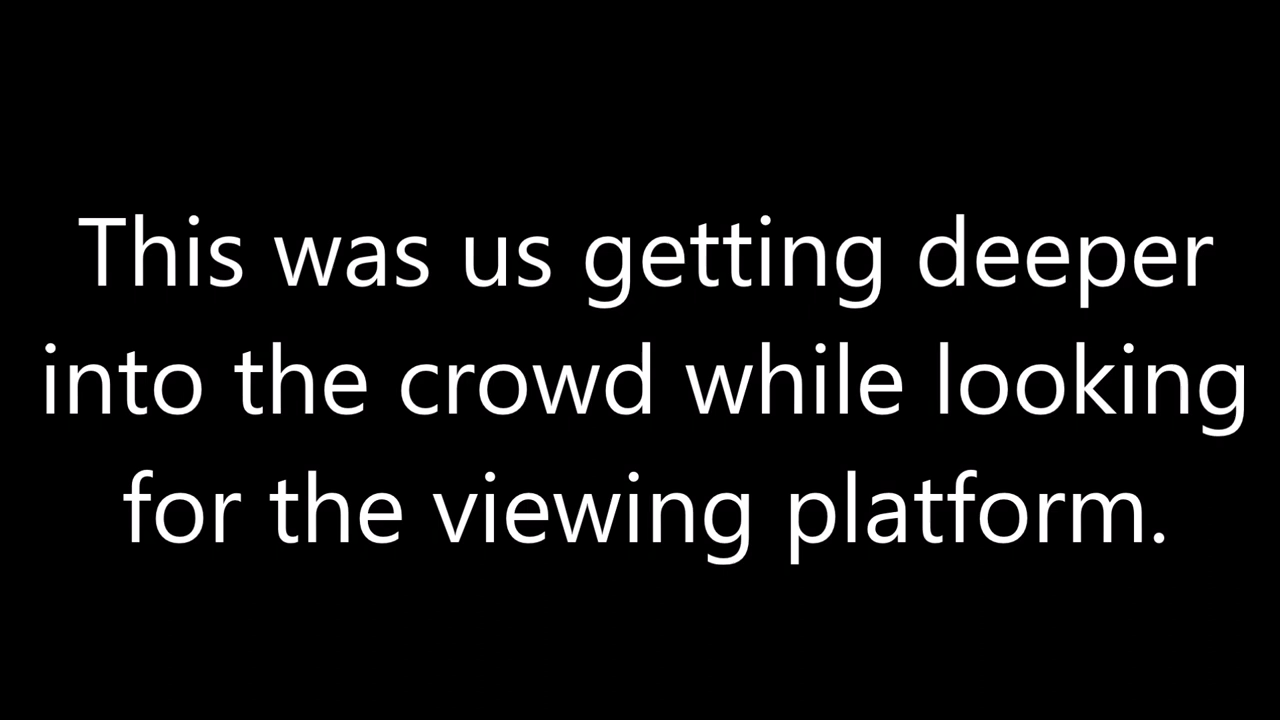 This was us getting deeper
into the crowd while looking
for the viewing platform.